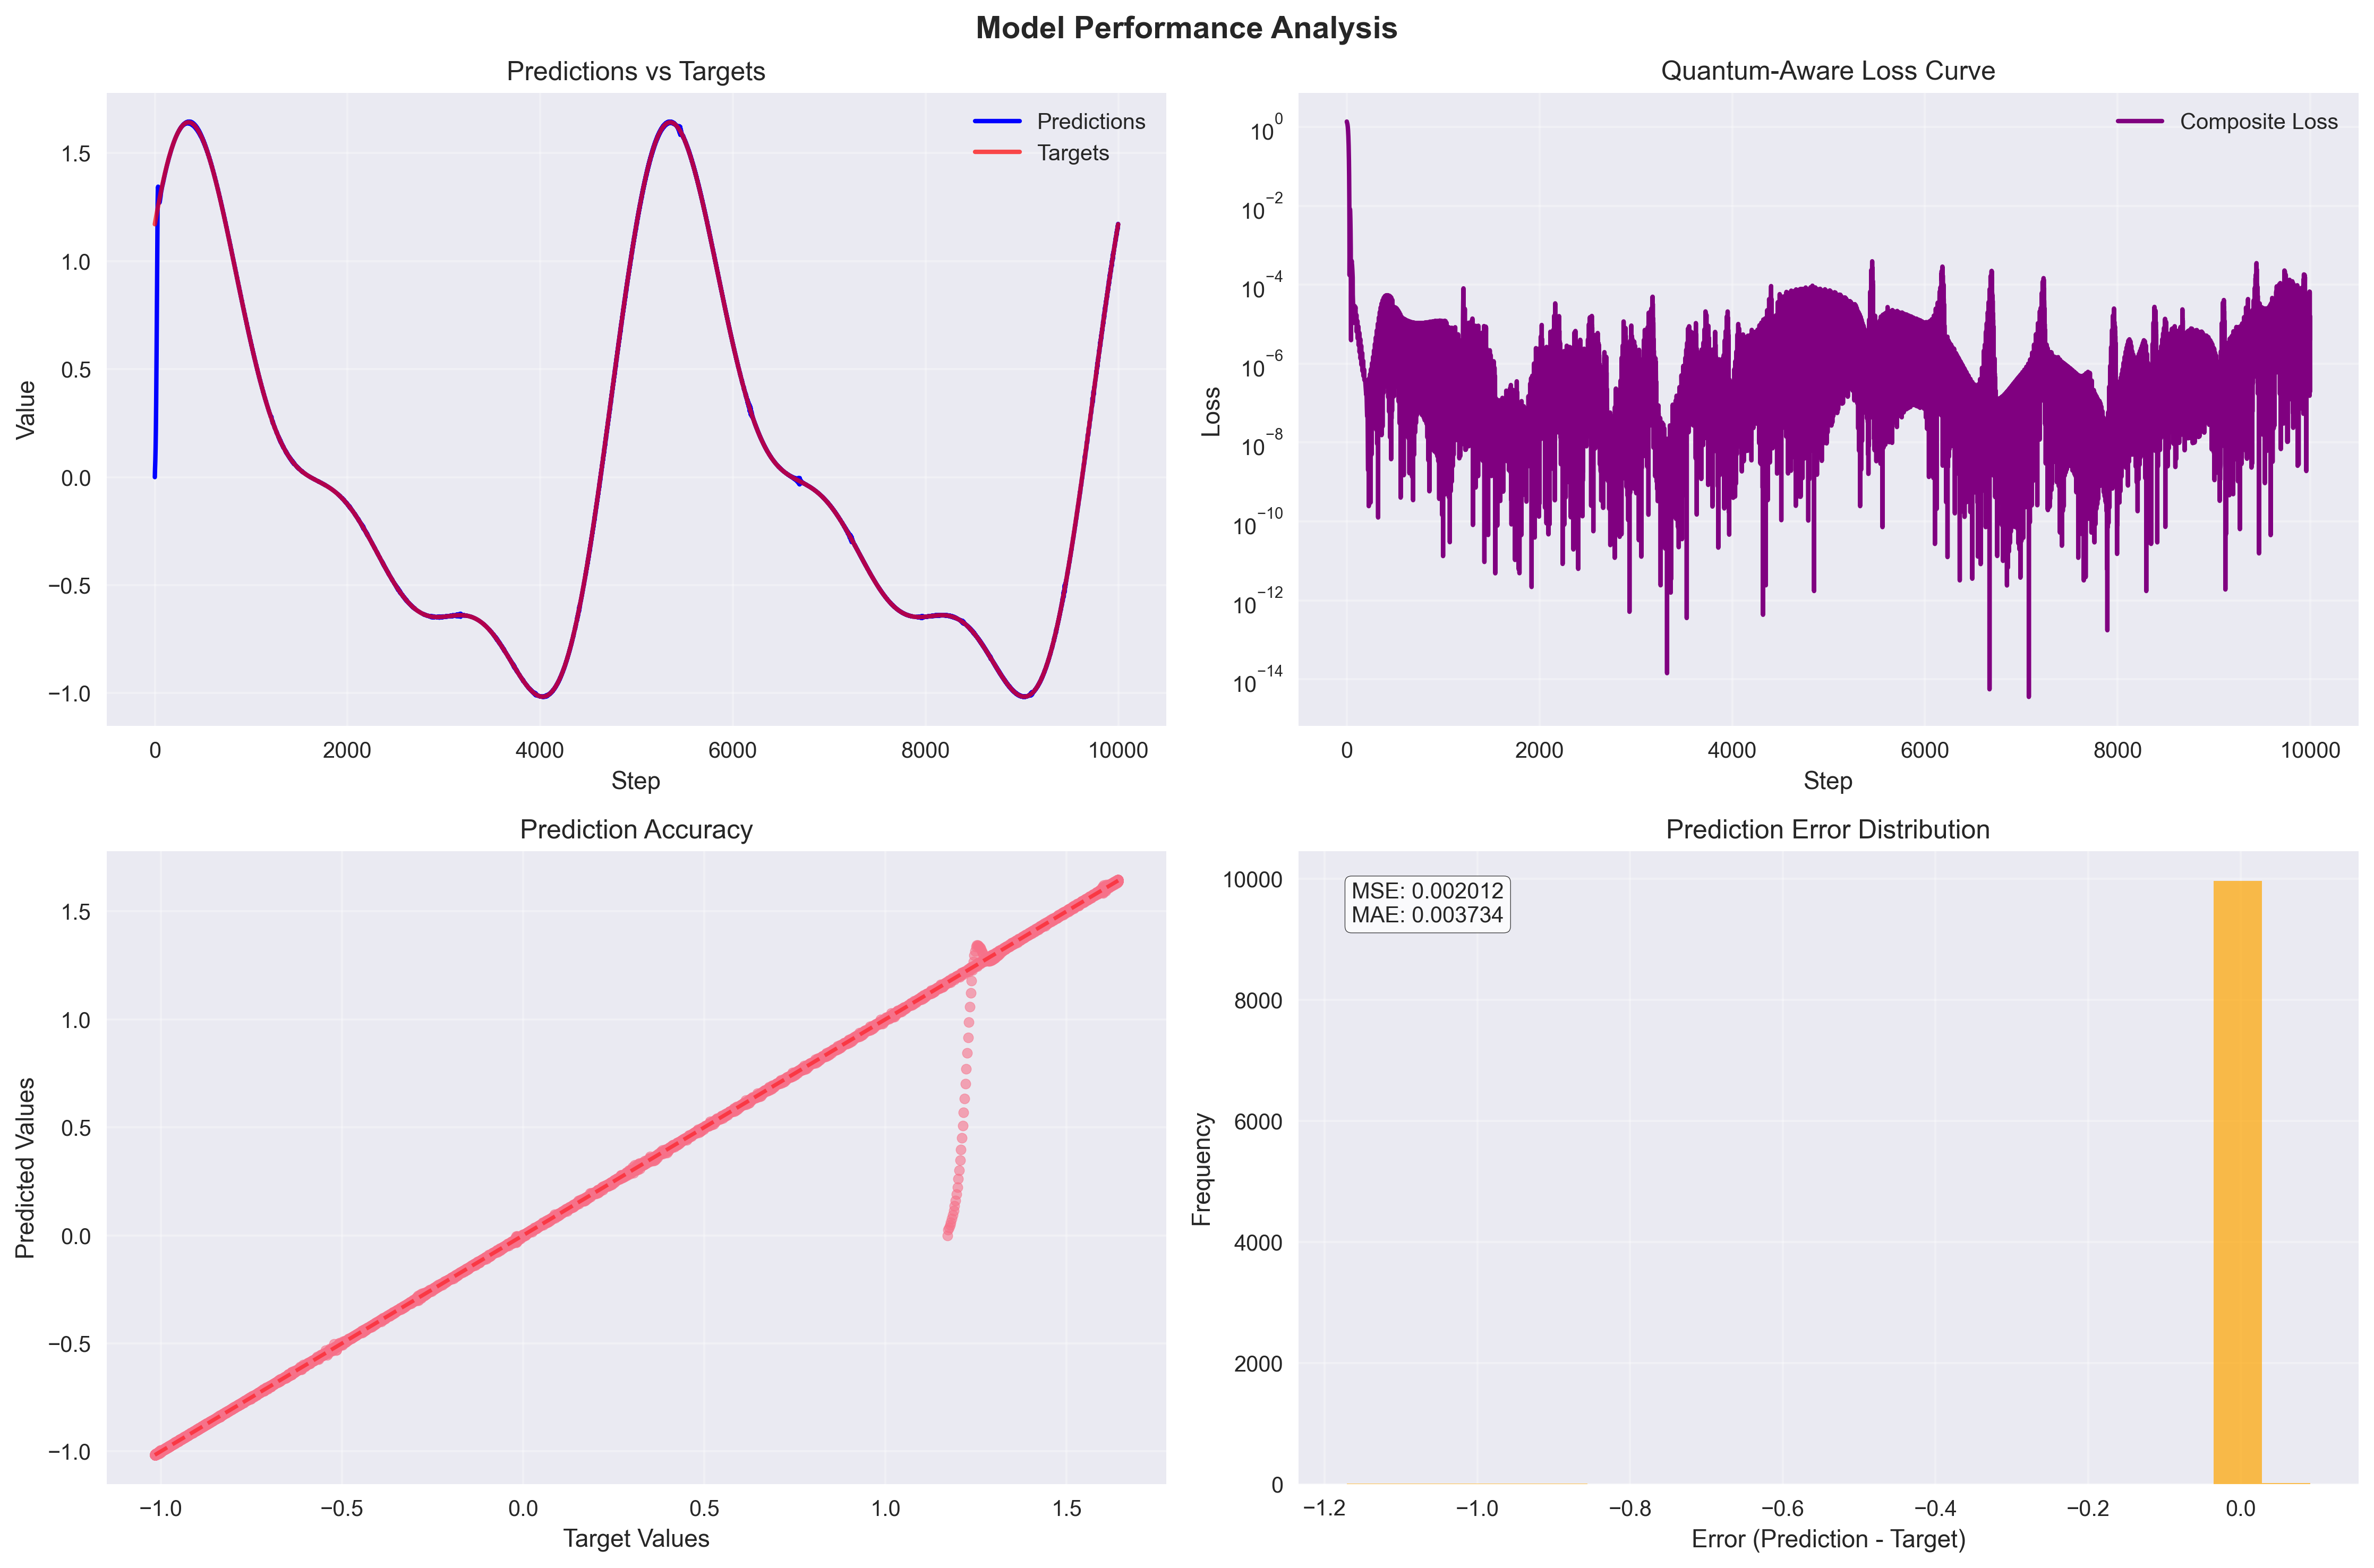 Model Performance Analysis
Predictions vs Targets
Predictions
Targets
1.5
1.0
0.5
0.0
−0.5
−1.0
Value
0 2000 4000 6000 8000 10000
Step
Quantum-Aware Loss Curve
Composite Loss
10⁰
10⁻²
10⁻⁴
10⁻⁶
10⁻⁸
10⁻¹⁰
10⁻¹²
10⁻¹⁴
Loss
0 2000 4000 6000 8000 10000
Step
Prediction Accuracy
1.5
1.0
0.5
0.0
−0.5
−1.0
Predicted Values
−1.0 −0.5 0.0 0.5 1.0 1.5
Target Values
Prediction Error Distribution
MSE: 0.002012
MAE: 0.003734
10000
8000
6000
4000
2000
0
Frequency
−1.2 −1.0 −0.8 −0.6 −0.4 −0.2 0.0
Error (Prediction - Target)